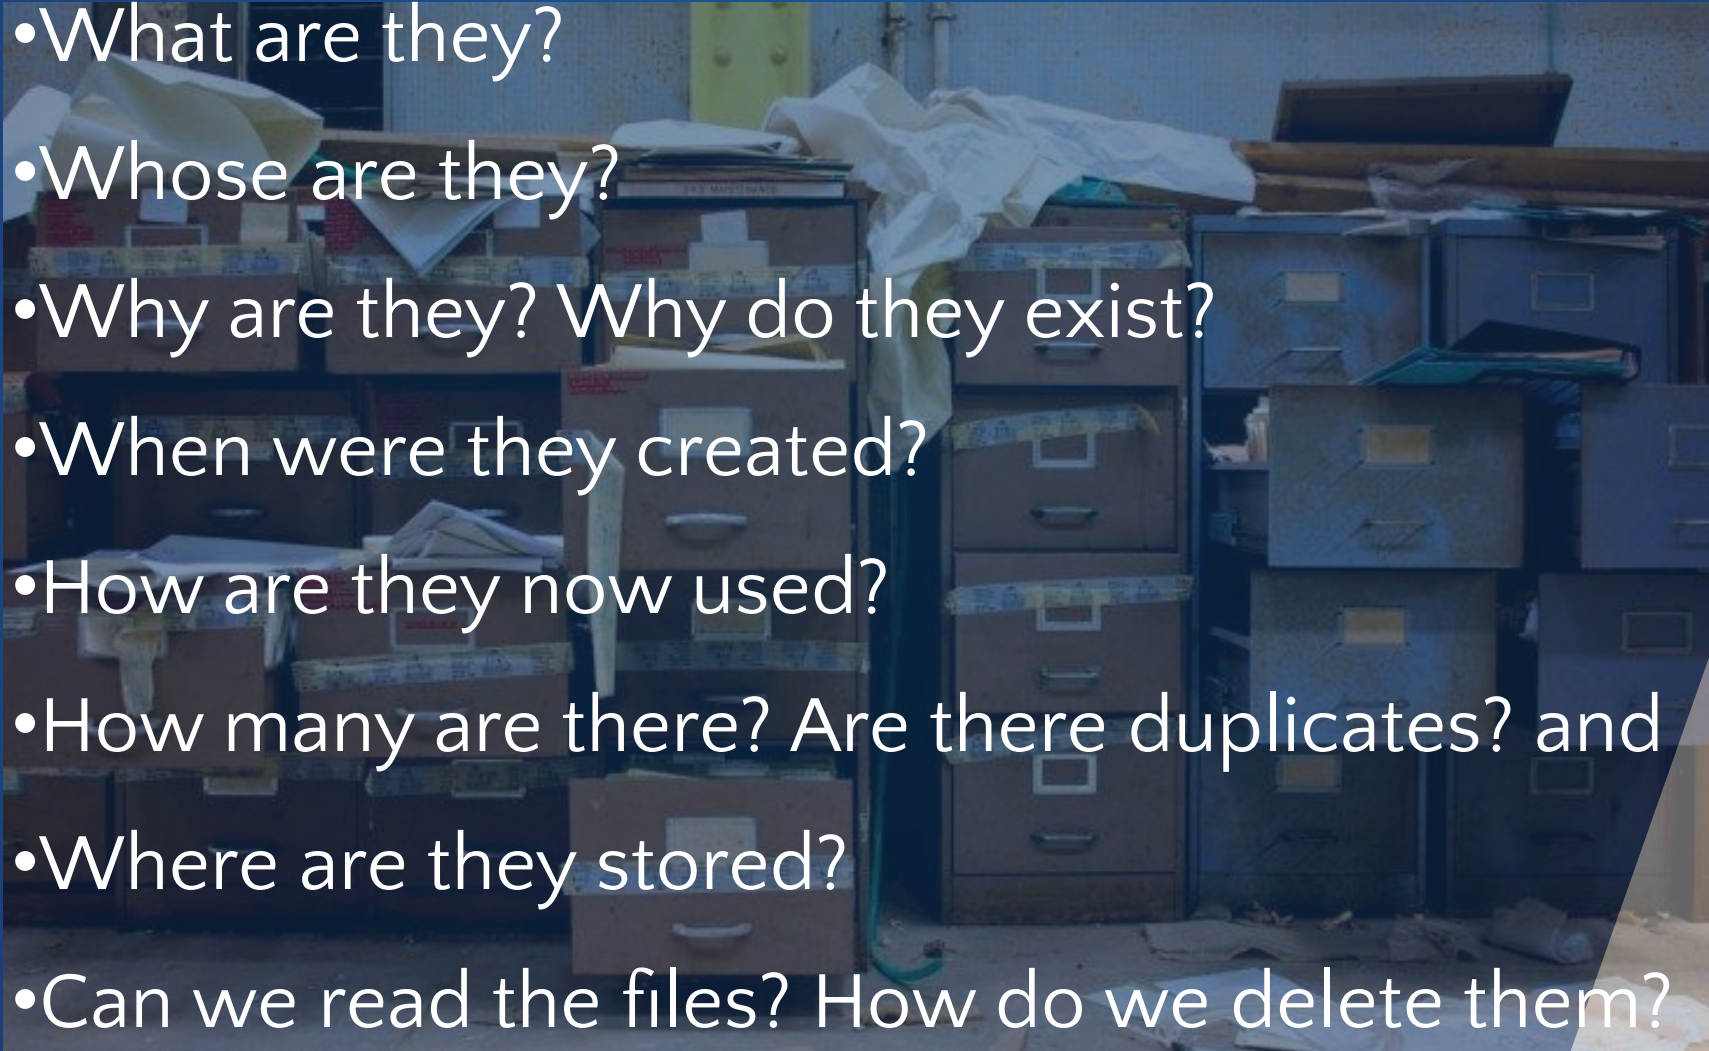 •What are they?
•Whose are they?
•Why are they? Why do they exist?
•When were they created?
•How are they now used?
•How many are there? Are there duplicates? and
•Where are they stored?
•Can we read the files? How do we delete them?